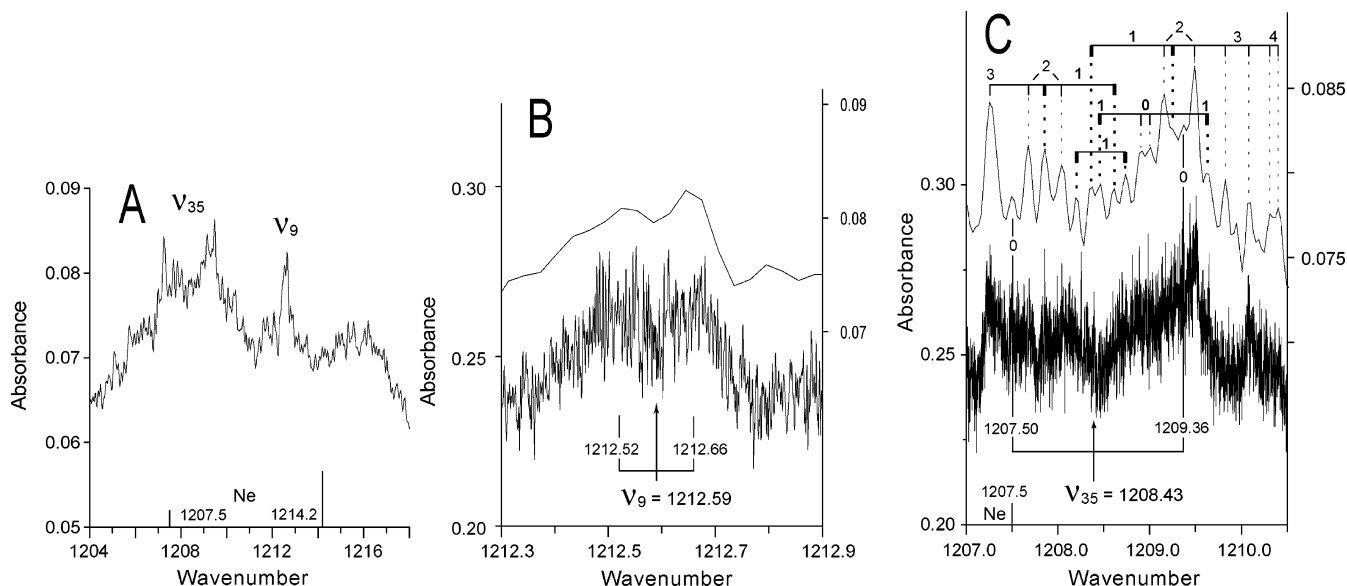 A
ν35
ν9
0.09
0.08
0.07
0.06
0.05
Absorbance
Ne
1207.5
1214.2
1204
1208
1212
1216
Wavenumber
B
0.30
0.25
0.20
Absorbance
0.09
0.08
0.07
1212.52
1212.66
ν9 = 1212.59
1212.3
1212.5
1212.7
1212.9
Wavenumber
C
1 2 3 4
3 2 1
1 0 1
1
0
0
0.30
0.25
0.20
Absorbance
0.085
0.075
1207.50
1209.36
ν35 = 1208.43
1207.5
Ne
1207.0
1208.0
1209.0
1210.0
Wavenumber